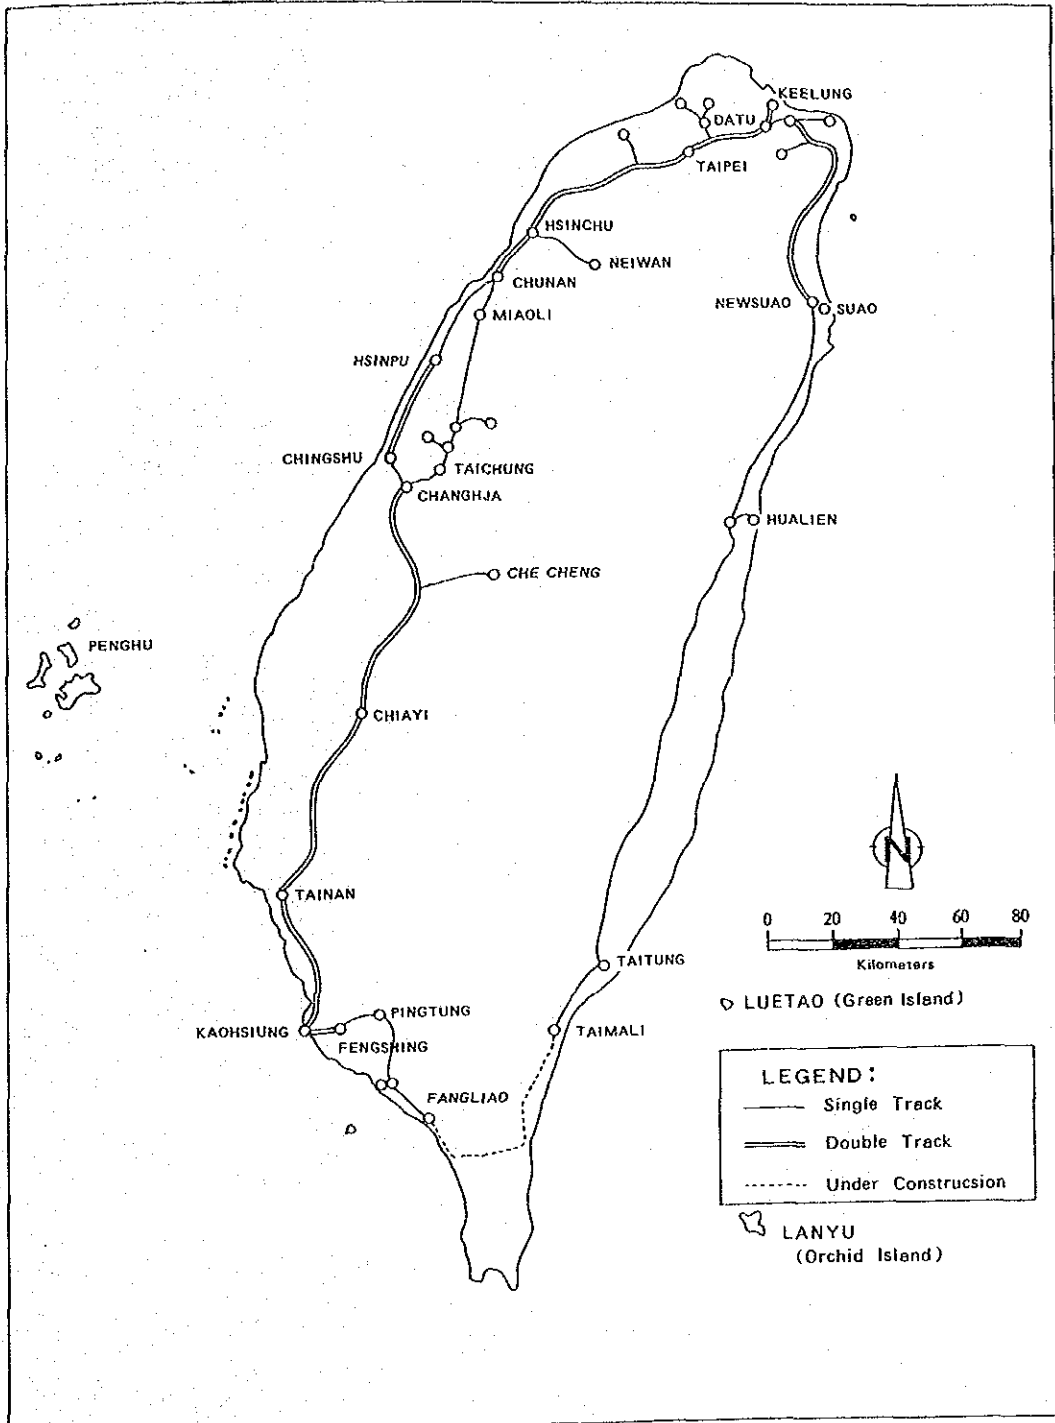 KEELUNG
DATU
TAIPEI
HSINCHU
NEIWAN
CHUNAN
NEWSUAO
SUAO
MIAOLI
HSINPU
CHINGSHU
TAICHUNG
CHANGHJA
HUALIEN
CHE CHENG
PENGHU
CHIAYI
N
TAINAN
0 20 40 60 80
Kilometers
TAITUNG
LUETAO (Green Island)
PINGTUNG
KAOHSIUNG
FENGSHING
TAIMALI
FANGLIAO
LEGEND:
Single Track
Double Track
Under Construcsion
LANYU
(Orchid Island)